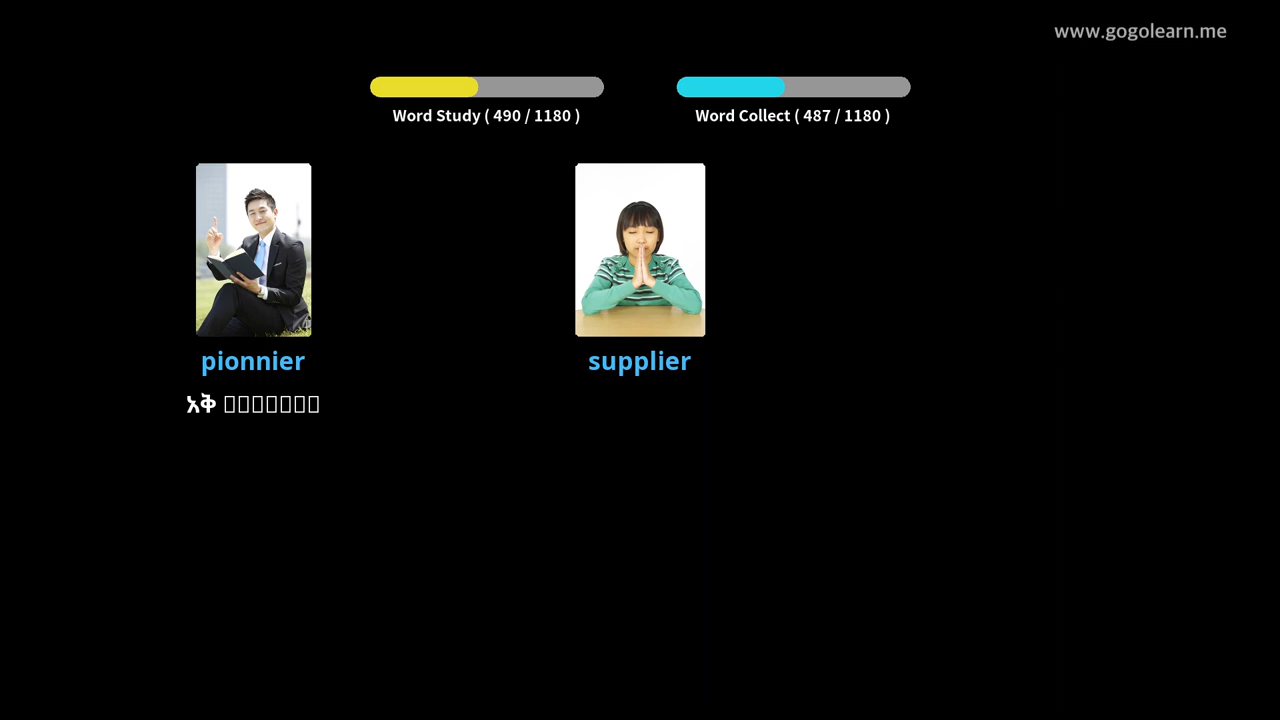 www.gogolearn.me
Word Study ( 490 / 1180 )
Word Collect ( 487 / 1180 )
pionnier
supplier
አቅ